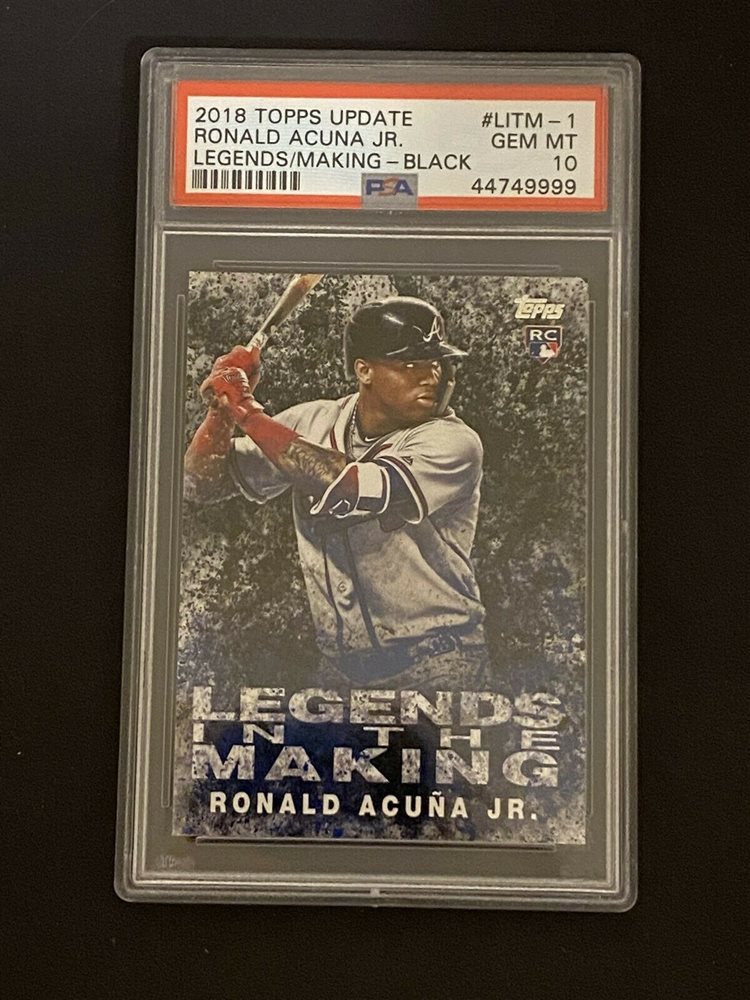 2018 TOPPS UPDATE #LITM-1
RONALD ACUNA JR. GEM MT
LEGENDS/MAKING-BLACK 10
PSA 44749999
TOPPS
RC
A
LEGENDS
IN THE
MAKING
RONALD ACUÑA JR.